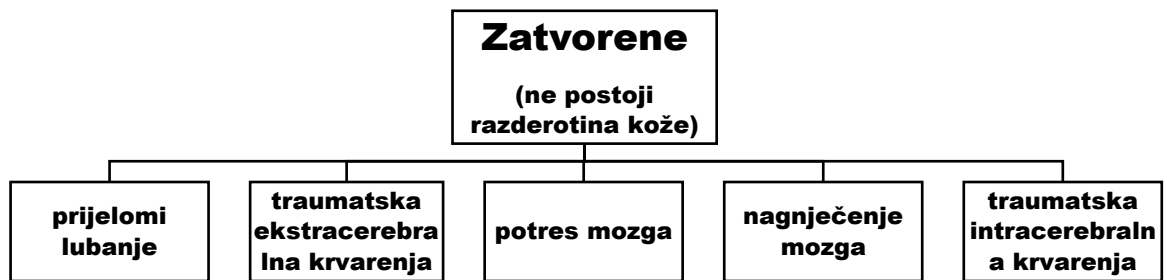 Zatvorene
(ne postoji
razderotina kože)
prijelomi
lubanje
traumatska
ekstracerebra
lna krvarenja
potres mozga
nagnječenje
mozga
traumatska
intracerebraln
a krvarenja